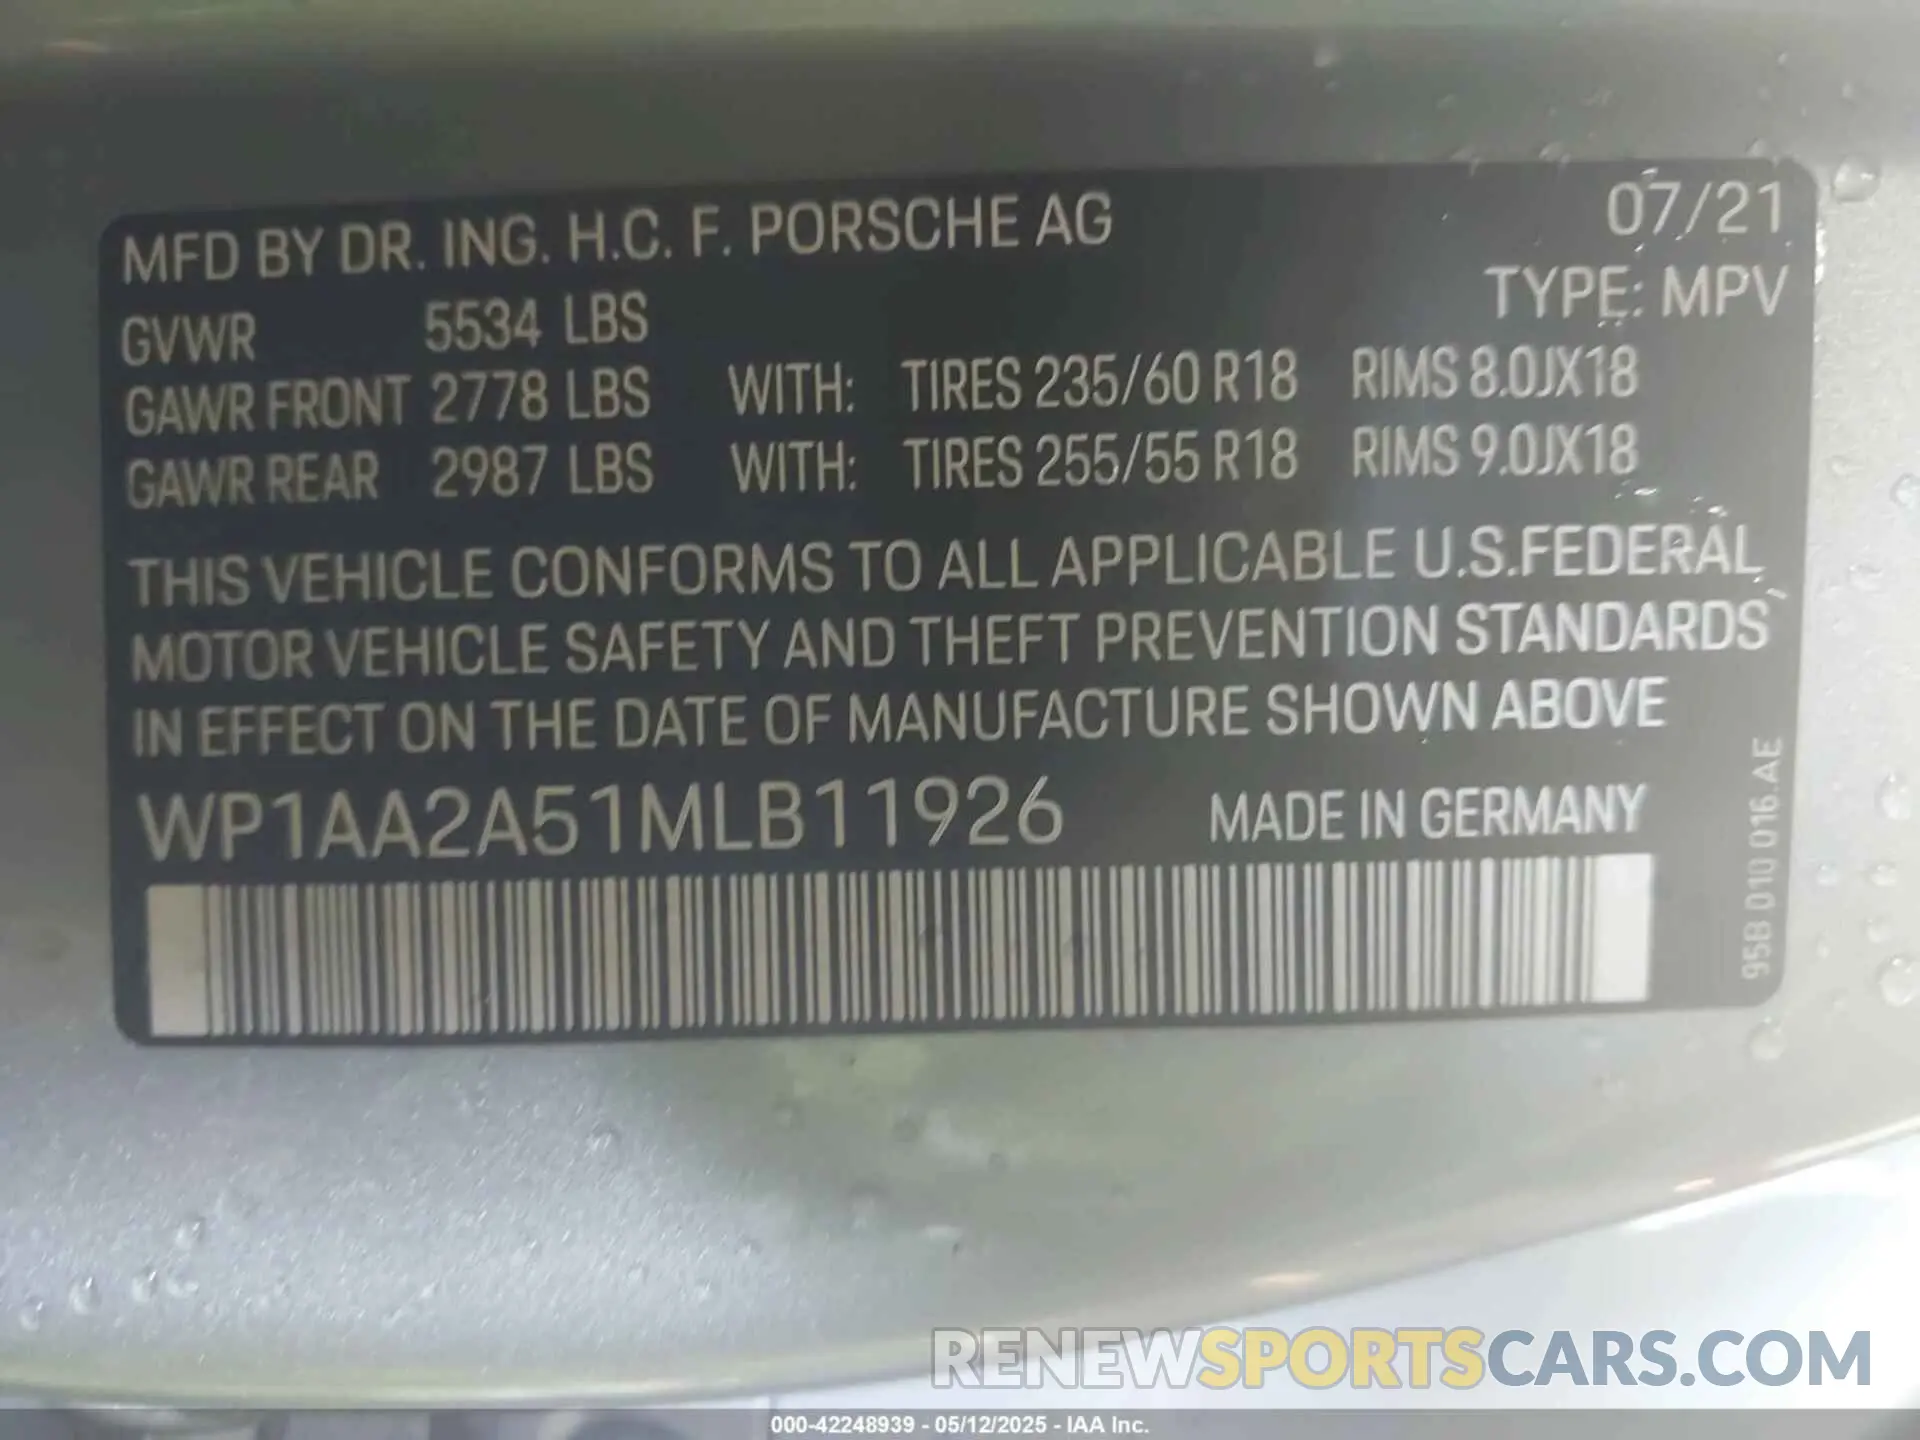 MFD BY DR. ING. H.C. F. PORSCHE AG 07/21
TYPE: MPV
GVWR 5534 LBS
GAWR FRONT 2778 LBS WITH: TIRES 235/60 R18 RIMS 8.0JX18
GAWR REAR 2987 LBS WITH: TIRES 255/55 R18 RIMS 9.0JX18
THIS VEHICLE CONFORMS TO ALL APPLICABLE U.S.FEDERAL
MOTOR VEHICLE SAFETY AND THEFT PREVENTION STANDARDS,
IN EFFECT ON THE DATE OF MANUFACTURE SHOWN ABOVE
WP1AA2A51MLB11926 MADE IN GERMANY
95B 010 016.AE
RENEWSPORTSCARS.COM
000-42248939 - 05/12/2025 - IAA Inc.